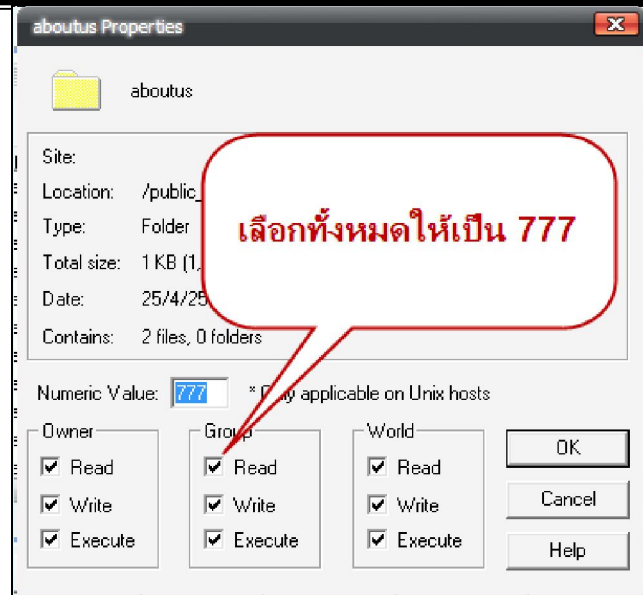 aboutus Properties
aboutus
Site:
Location: /public_
Type: Folder
Total size: 1 KB (1,
Date: 25/4/25
Contains: 2 files, 0 folders
เลือกทั้งหมดให้เป็น 777
Numeric Value: 777 * Only applicable on Unix hosts
Owner Group World
Read Read Read
Write Write Write
Execute Execute Execute
OK
Cancel
Help